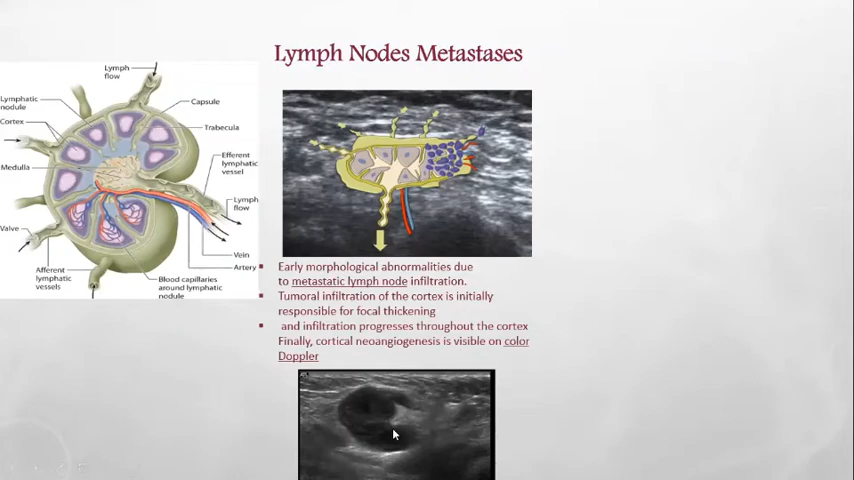 Lymph Nodes Metastases
Lymph
flow
Lymphatic
nodule
Cortex
Capsule
Trabecula
Medulla
Efferent
lymphatic
vessel
Lymph
flow
Valve
Vein
Artery
Afferent
lymphatic
vessels
Blood capillaries
around lymphatic
nodule
▪ Early morphological abnormalities due
to metastatic lymph node infiltration.
▪ Tumoral infiltration of the cortex is initially
responsible for focal thickening
▪ and infiltration progresses throughout the cortex
Finally, cortical neoangiogenesis is visible on color
Doppler